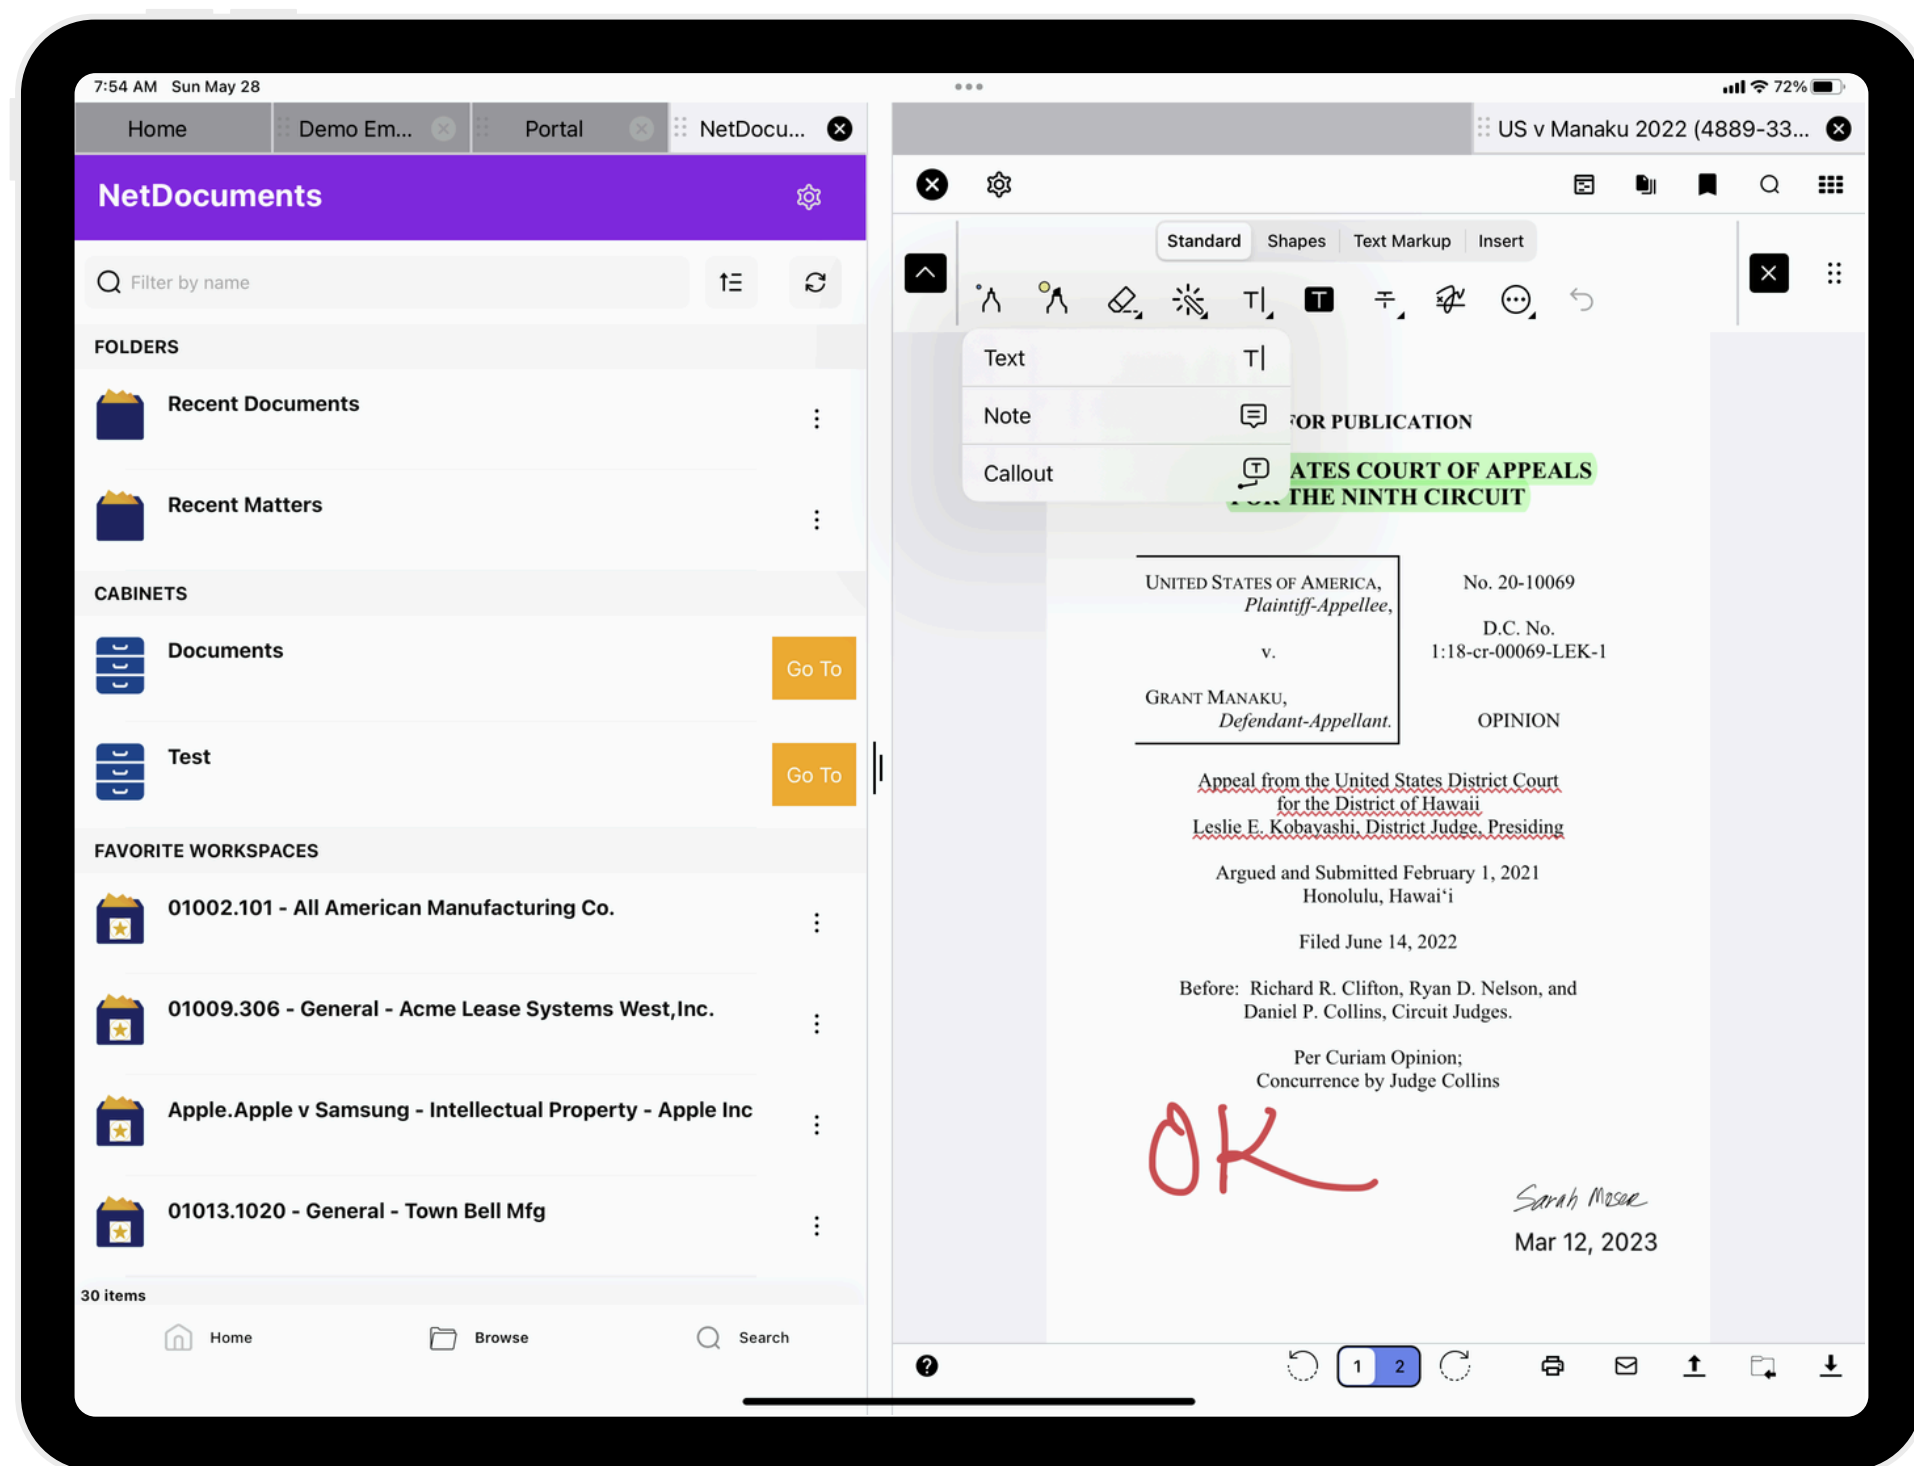 7:54 AM Sun May 28
72%
Home
Demo Em...
Portal
NetDocu...
US v Manaku 2022 (4889-33...
NetDocuments
Filter by name
FOLDERS
Recent Documents
Recent Matters
CABINETS
Documents
Go To
Test
Go To
FAVORITE WORKSPACES
01002.101 - All American Manufacturing Co.
01009.306 - General - Acme Lease Systems West,Inc.
Apple.Apple v Samsung - Intellectual Property - Apple Inc
01013.1020 - General - Town Bell Mfg
30 items
Home
Browse
Search
Standard
Shapes
Text Markup
Insert
Text
Note
Callout
FOR PUBLICATION
ATES COURT OF APPEALS
FOR THE NINTH CIRCUIT
UNITED STATES OF AMERICA,
Plaintiff-Appellee,
v.
GRANT MANAKU,
Defendant-Appellant.
No. 20-10069
D.C. No.
1:18-cr-00069-LEK-1
OPINION
Appeal from the United States District Court
for the District of Hawaii
Leslie E. Kobayashi, District Judge, Presiding
Argued and Submitted February 1, 2021
Honolulu, Hawai‘i
Filed June 14, 2022
Before: Richard R. Clifton, Ryan D. Nelson, and
Daniel P. Collins, Circuit Judges.
Per Curiam Opinion;
Concurrence by Judge Collins
OK
Sarah Moser
Mar 12, 2023
1 2